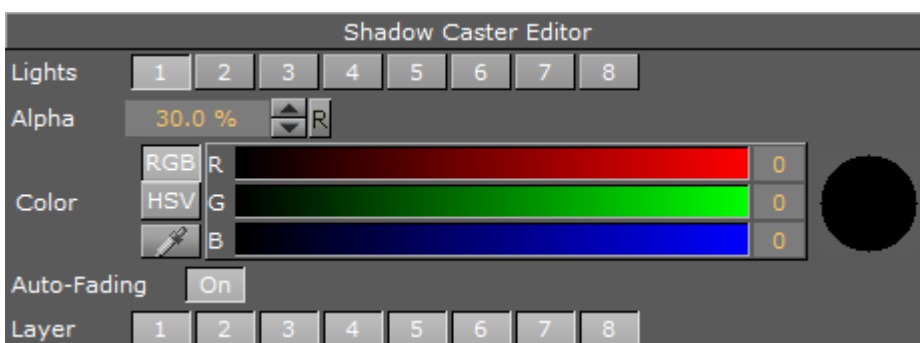 Shadow Caster Editor
Lights 1 2 3 4 5 6 7 8
Alpha 30.0 % R
RGB R 0
Color HSV G 0
B 0
Auto-Fading On
Layer 1 2 3 4 5 6 7 8